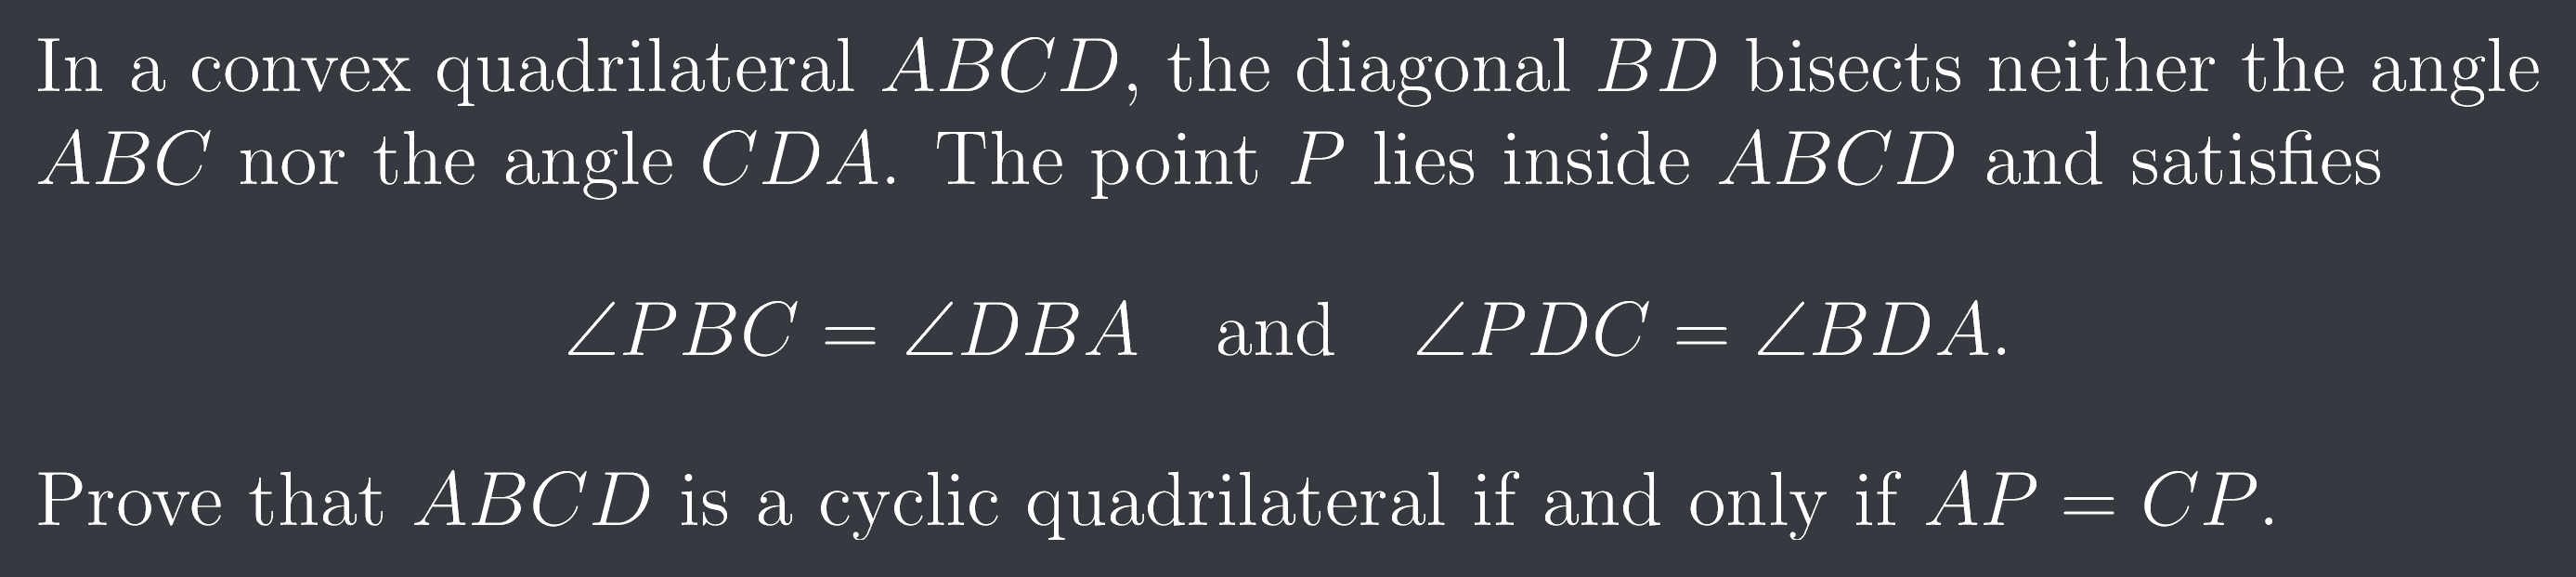 In a convex quadrilateral ABCD, the diagonal BD bisects neither the angle
ABC nor the angle CDA. The point P lies inside ABCD and satisfies
∠PBC = ∠DBA and ∠PDC = ∠BDA.
Prove that ABCD is a cyclic quadrilateral if and only if AP = CP.